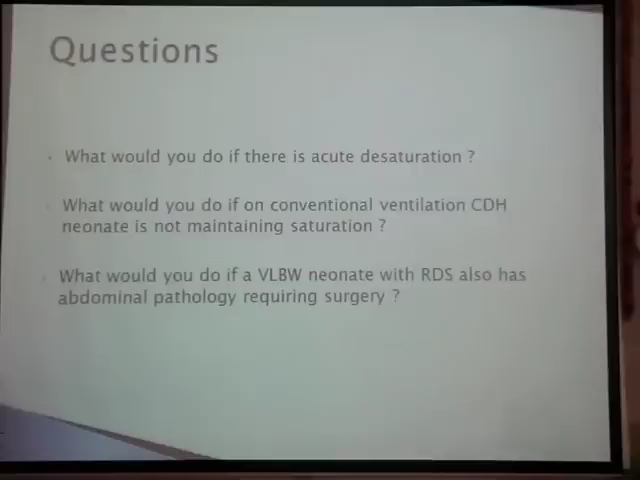 Questions
What would you do if there is acute desaturation ?
What would you do if on conventional ventilation CDH
neonate is not maintaining saturation ?
What would you do if a VLBW neonate with RDS also has
abdominal pathology requiring surgery ?